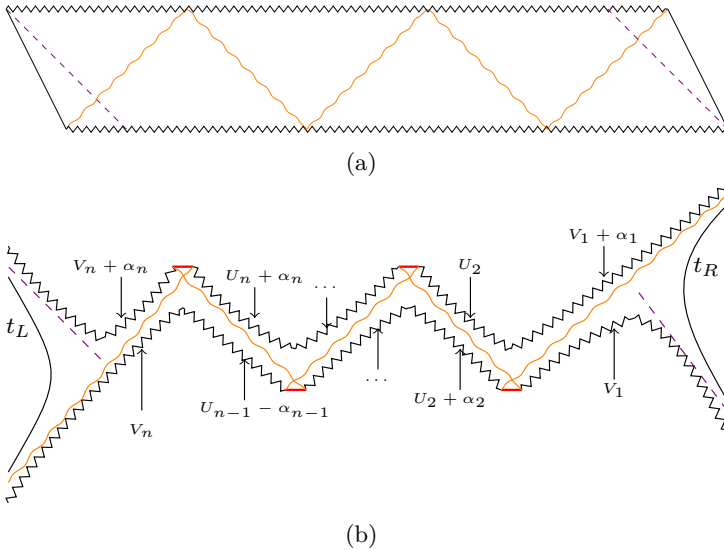 (a)
V_n + α_n
U_n + α_n
...
U_2
V_1 + α_1
t_L
t_R
V_n
U_{n−1} − α_{n−1}
...
U_2 + α_2
V_1
(b)